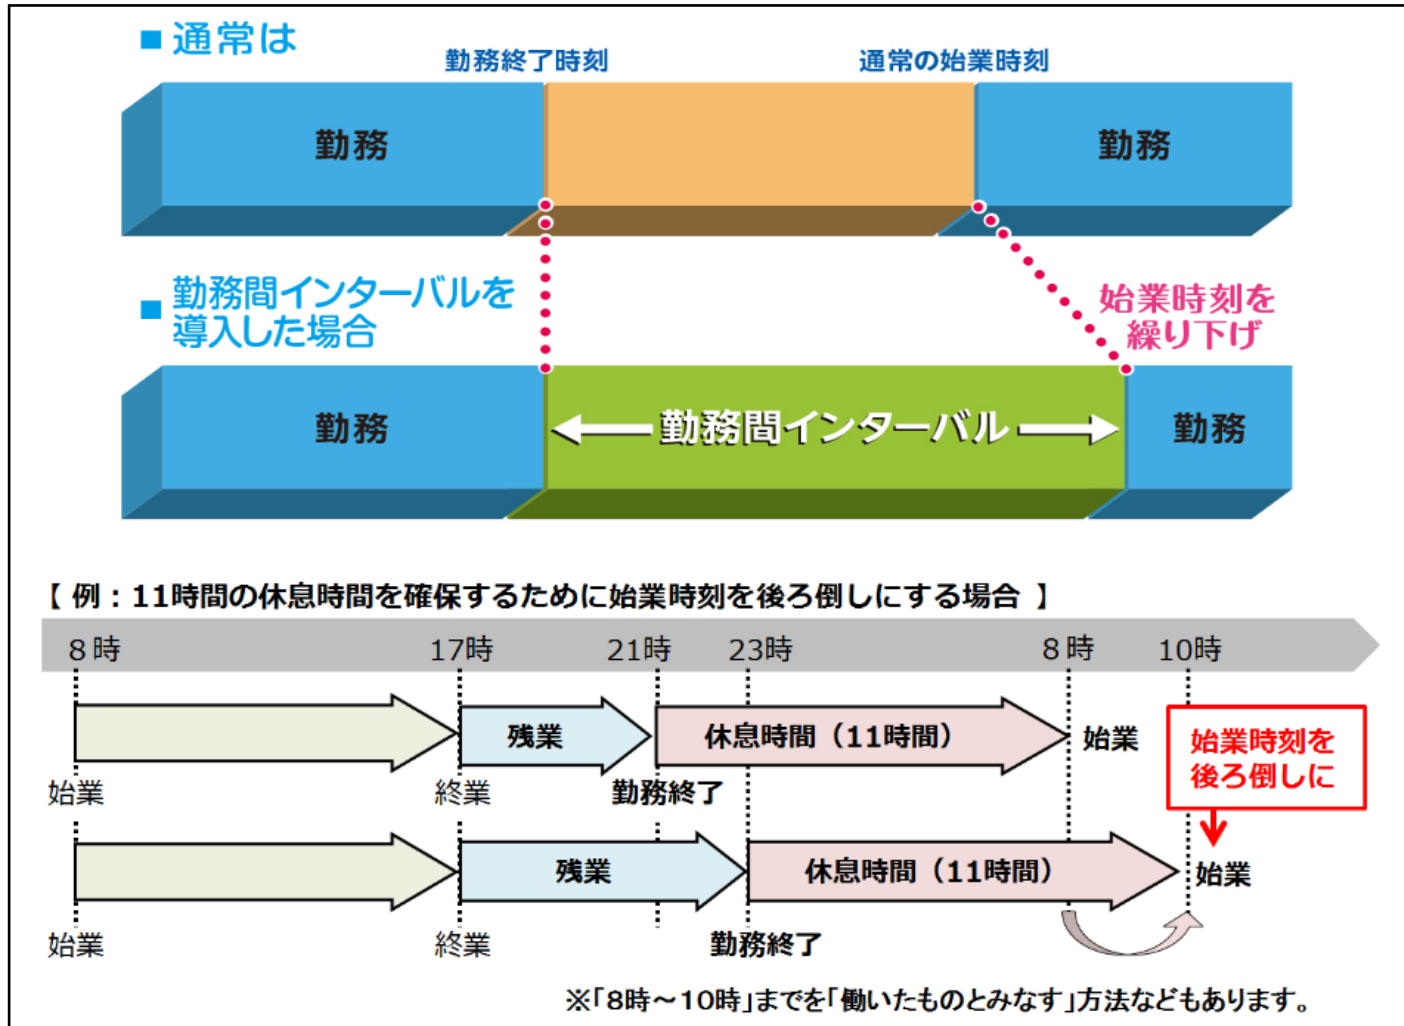 ■ 通常は
勤務終了時刻
通常の始業時刻
勤務
勤務
■ 勤務間インターバルを
導入した場合
始業時刻を
繰り下げ
勤務
勤務間インターバル
勤務
【 例:11時間の休息時間を確保するために始業時刻を後ろ倒しにする場合 】
8時 17時 21時 23時 8時 10時
残業
休息時間(11時間)
始業
始業時刻を
後ろ倒しに
始業
終業
勤務終了
残業
休息時間(11時間)
始業
始業
終業
勤務終了
※「8時~10時」までを「働いたものとみなす」方法などもあります。